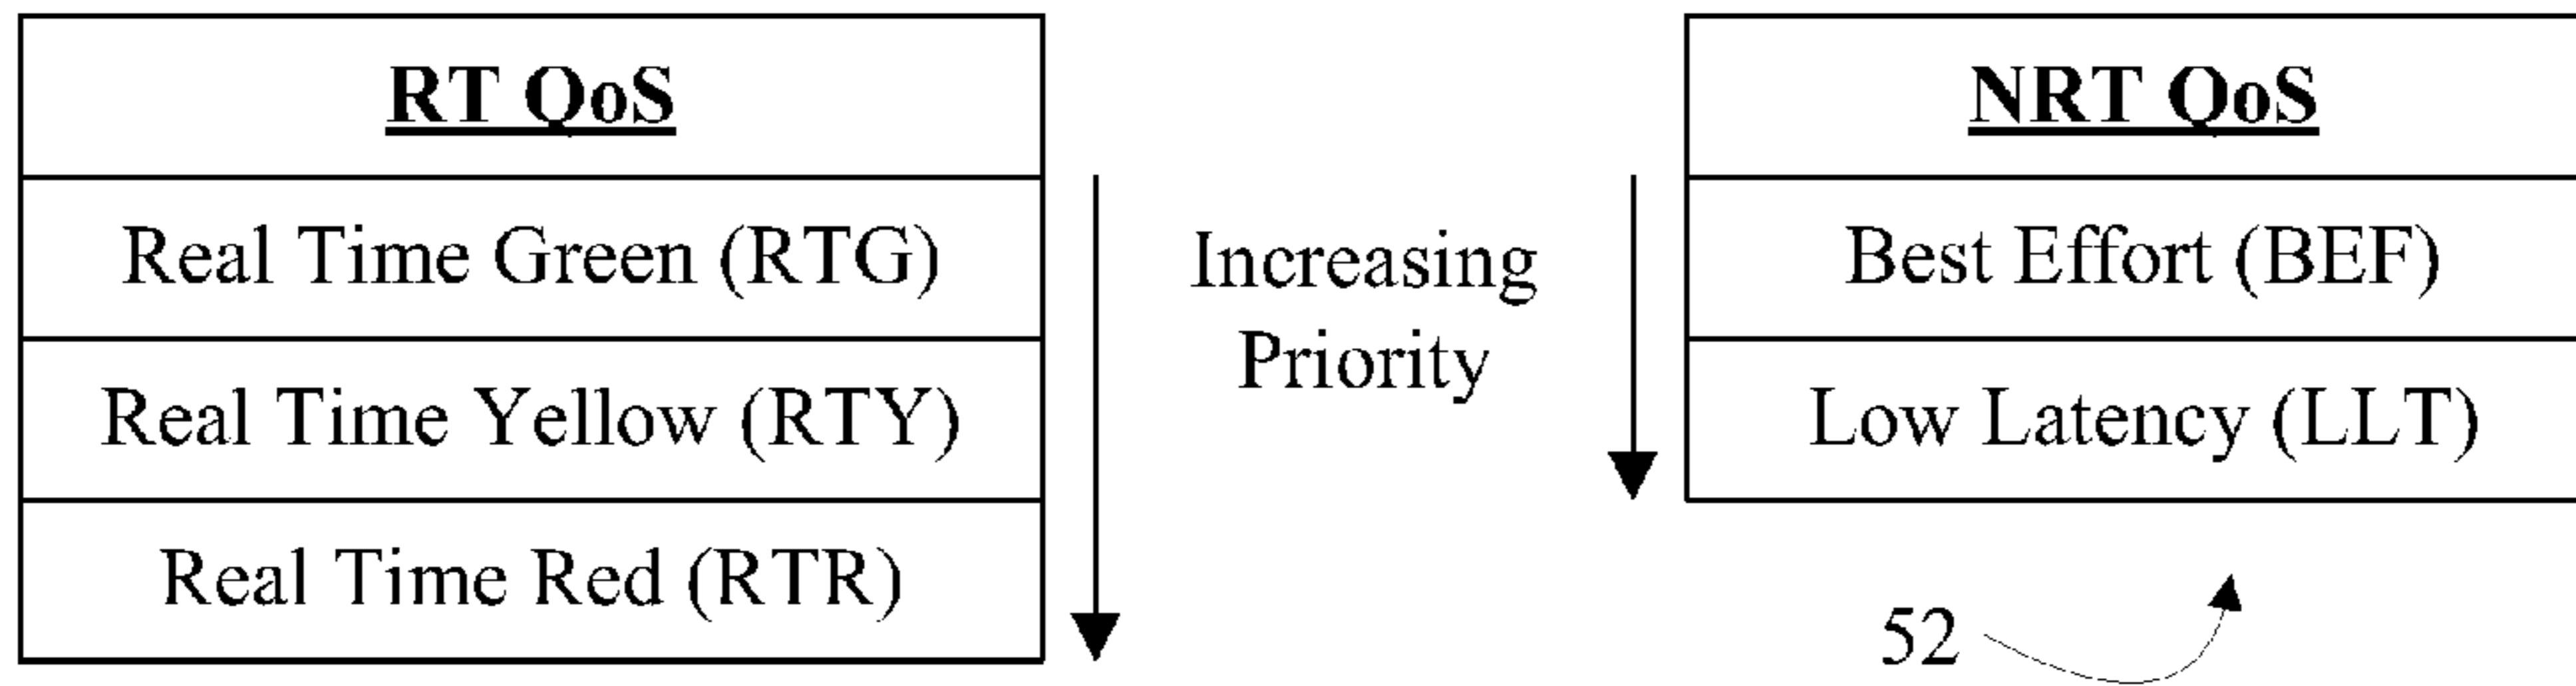 RT QoS
Real Time Green (RTG)
Real Time Yellow (RTY)
Real Time Red (RTR)
Increasing
Priority
NRT QoS
Best Effort (BEF)
Low Latency (LLT)
52